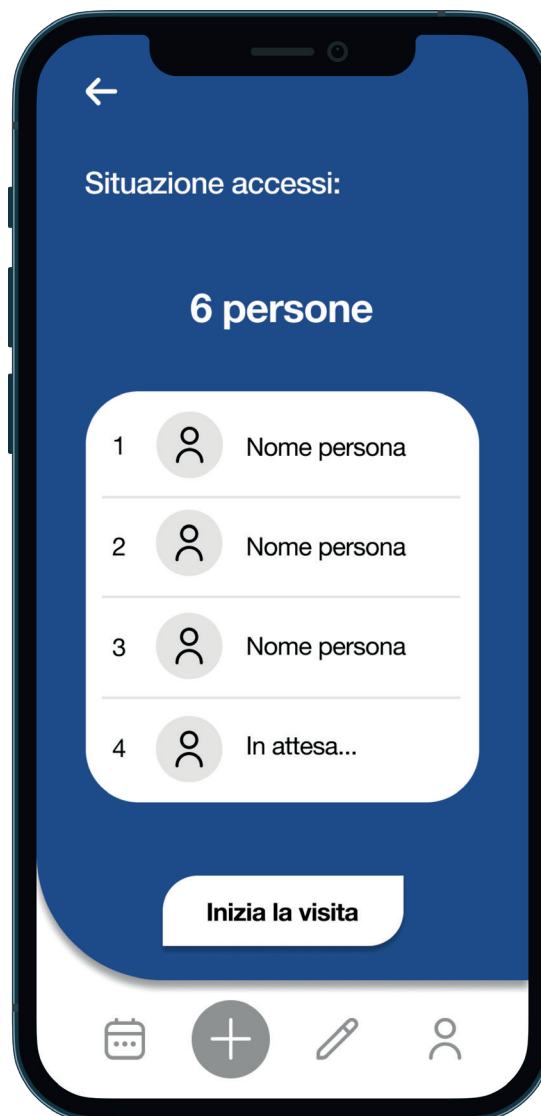 Situazione accessi:
6 persone
1 Nome persona
2 Nome persona
3 Nome persona
4 In attesa...
Inizia la visita